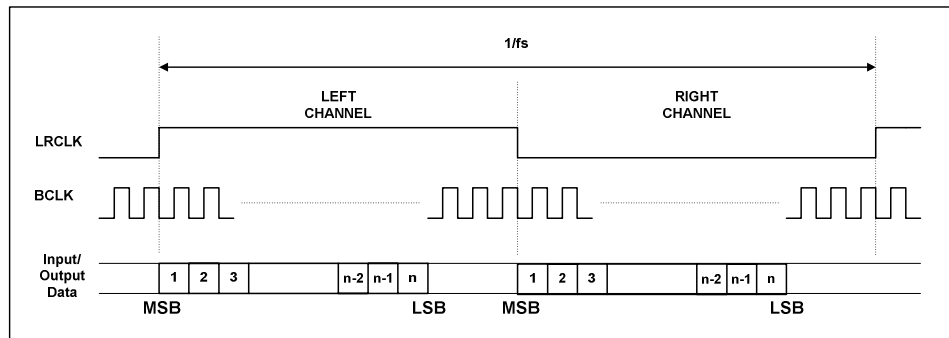 1/fs
LEFT
CHANNEL
RIGHT
CHANNEL
LRCLK
BCLK
Input/
Output
Data
1 2 3 n-2 n-1 n 1 2 3 n-2 n-1 n
MSB LSB MSB LSB